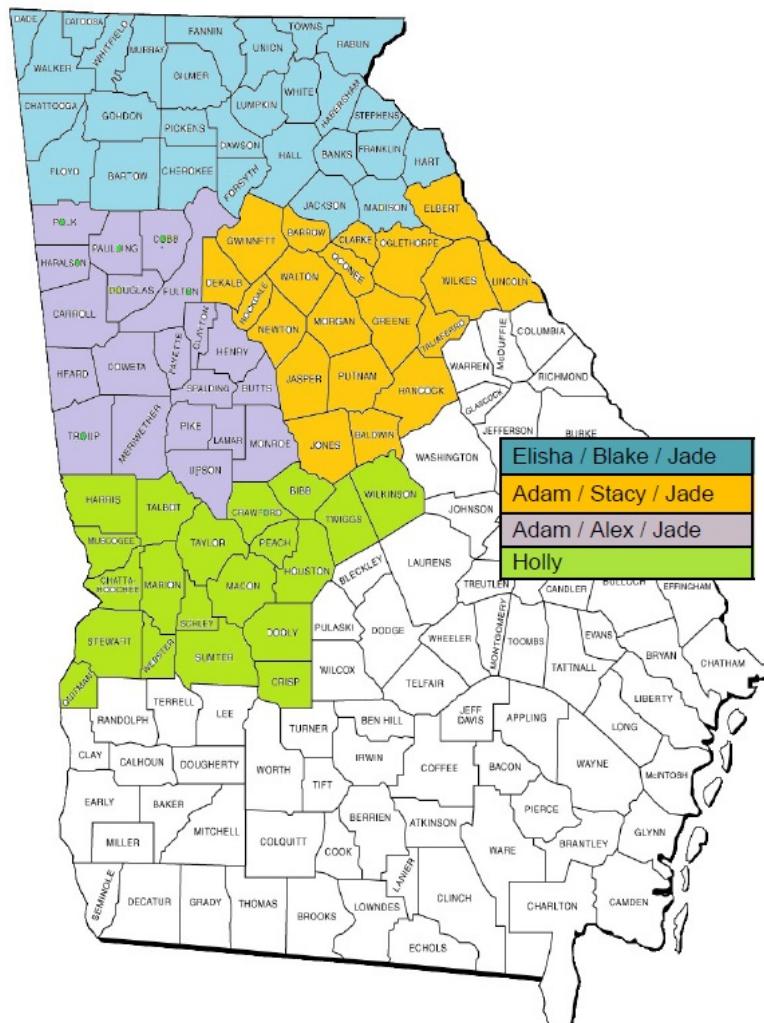 DADE
CATOOSA
WHITFIELD
MURRAY
FANNIN
UNION
TOWNS
RABUN
WALKER
GILMER
LUMPKIN
WHITE
HABERSHAM
STEPHENS
CHATTOOGA
GORDON
PICKENS
DAWSON
HALL
BANKS
FRANKLIN
HART
FLOYD
BARTOW
CHEROKEE
FORSYTH
JACKSON
MADISON
ELBERT
POLK
PAULDING
COBB
GWINNETT
BARROW
CLARKE
OGLETHORPE
OCONEE
HARALSON
DOUGLAS
FULTON
DEKALB
ROCKDALE
WALTON
WILKES
LINCOLN
CARROLL
CLAYTON
NEWTON
MORGAN
GREENE
TALIAFERRO
COLUMBIA
McDUFFIE
WARREN
RICHMOND
HEARD
COWETA
FAYETTE
HENRY
SPALDING
BUTTS
JASPER
PUTNAM
HANCOCK
GLASCOCK
JEFFERSON
BURKE
TROUP
MERIWETHER
PIKE
LAMAR
MONROE
JONES
BALDWIN
WASHINGTON
UPSON
Elisha / Blake / Jade
Adam / Stacy / Jade
Adam / Alex / Jade
Holly
HARRIS
TALBOT
CRAWFORD
BIBB
TWIGGS
WILKINSON
JOHNSON
MUSCOGEE
TAYLOR
PEACH
HOUSTON
BLECKLEY
LAURENS
TREUTLEN
CANDLER
BULLOCH
EFFINGHAM
CHATTA-
HOOCHEE
MARION
MACON
SCHLEY
DOOLY
PULASKI
DODGE
WHEELER
MONTGOMERY
TOOMBS
EVANS
TATTNALL
BRYAN
CHATHAM
STEWART
WEBSTER
SUMTER
CRISP
WILCOX
TELFAIR
LIBERTY
QUITMAN
RANDOLPH
TERRELL
LEE
TURNER
BEN HILL
JEFF
DAVIS
APPLING
LONG
CLAY
CALHOUN
DOUGHERTY
WORTH
TIFT
IRWIN
COFFEE
BACON
WAYNE
McINTOSH
EARLY
BAKER
MITCHELL
COLQUITT
BERRIEN
ATKINSON
PIERCE
BRANTLEY
GLYNN
MILLER
COOK
LANIER
WARE
SEMINOLE
DECATUR
GRADY
THOMAS
BROOKS
LOWNDES
CLINCH
CHARLTON
CAMDEN
ECHOLS